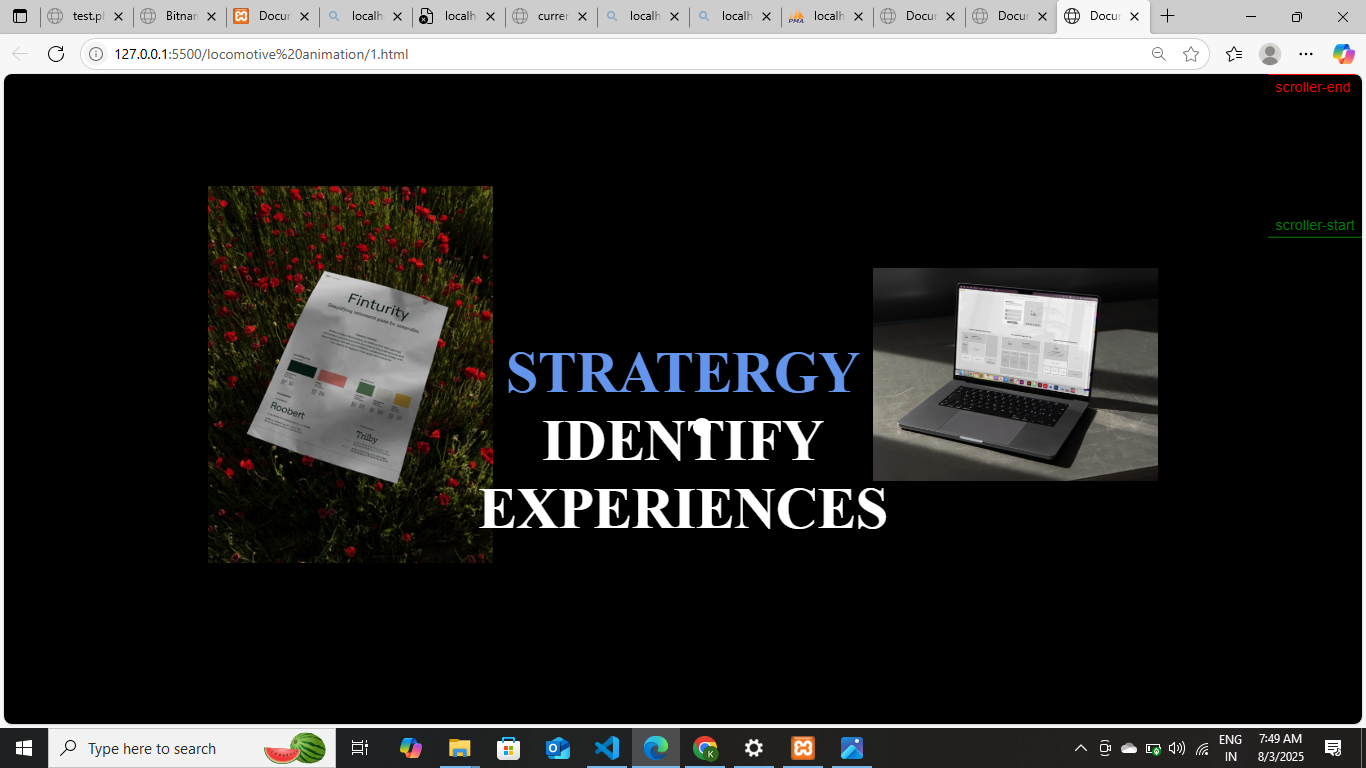 test.pl
Bitnar
Docur
localh
localh
currer
localh
localh
localh
Docur
Docur
Docur
127.0.0.1:5500/locomotive%20animation/1.html
scroller-end
scroller-start
Finturity
Roobert
Trilby
STRATERGY
IDENTIFY
EXPERIENCES
Type here to search
ENG
IN
7:49 AM
8/3/2025